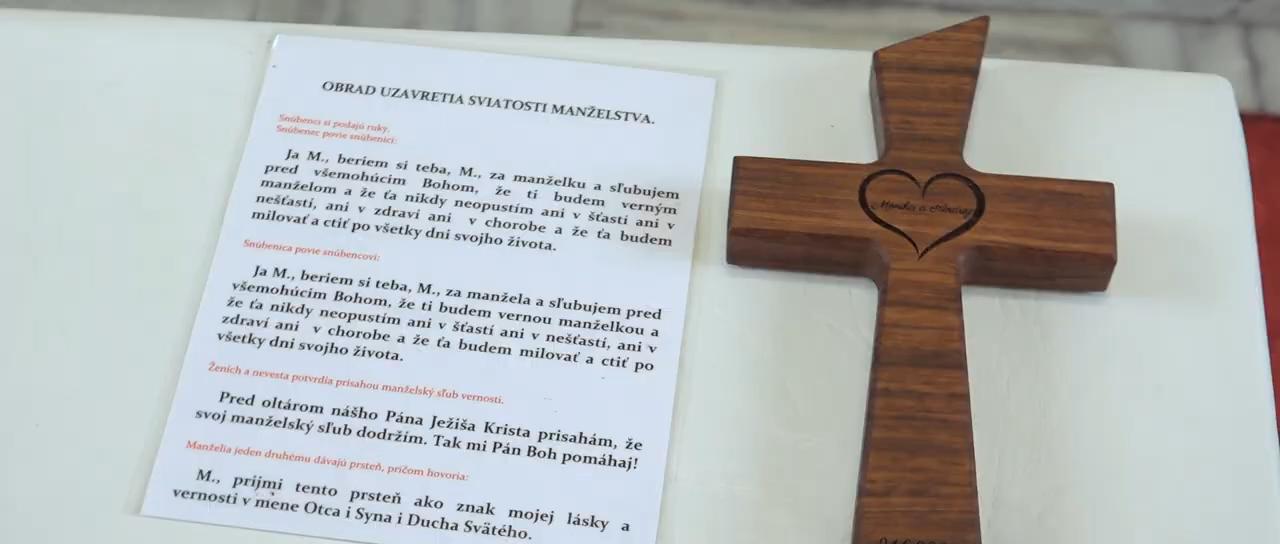 OBRAD UZAVRETIA SVIATOSTI MANŽELSTVA.
Snúbenci si podajú ruky.
Snúbenec povie snúbenici:
Ja M., beriem si teba, M., za manželku a sľubujem
pred všemohúcim Bohom, že ti budem verným
manželom a že ťa nikdy neopustím ani v šťastí ani v
nešťastí, ani v zdravi ani v chorobe a že ťa budem
milovať a ctiť po všetky dni svojho života.
Snúbenica povie snúbencovi:
Ja M., beriem si teba, M., za manžela a sľubujem pred
všemohúcim Bohom, že ti budem vernou manželkou a
že ťa nikdy neopustím ani v šťastí ani v nešťastí, ani v
zdraví ani v chorobe a že ťa budem milovať a ctiť po
všetky dni svojho života.
Ženích a nevesta potvrdia prisahou manželský sľub vernosti.
Pred oltárom nášho Pána Ježiša Krista prisahám, že
svoj manželský sľub dodržím. Tak mi Pán Boh pomáhaj!
Manželia jeden druhému dávajú prsteň, pričom hovoria:
M., prijmi tento prsteň ako znak mojej lásky a
vernosti v mene Otca i Syna i Ducha Svätého.
Monika a